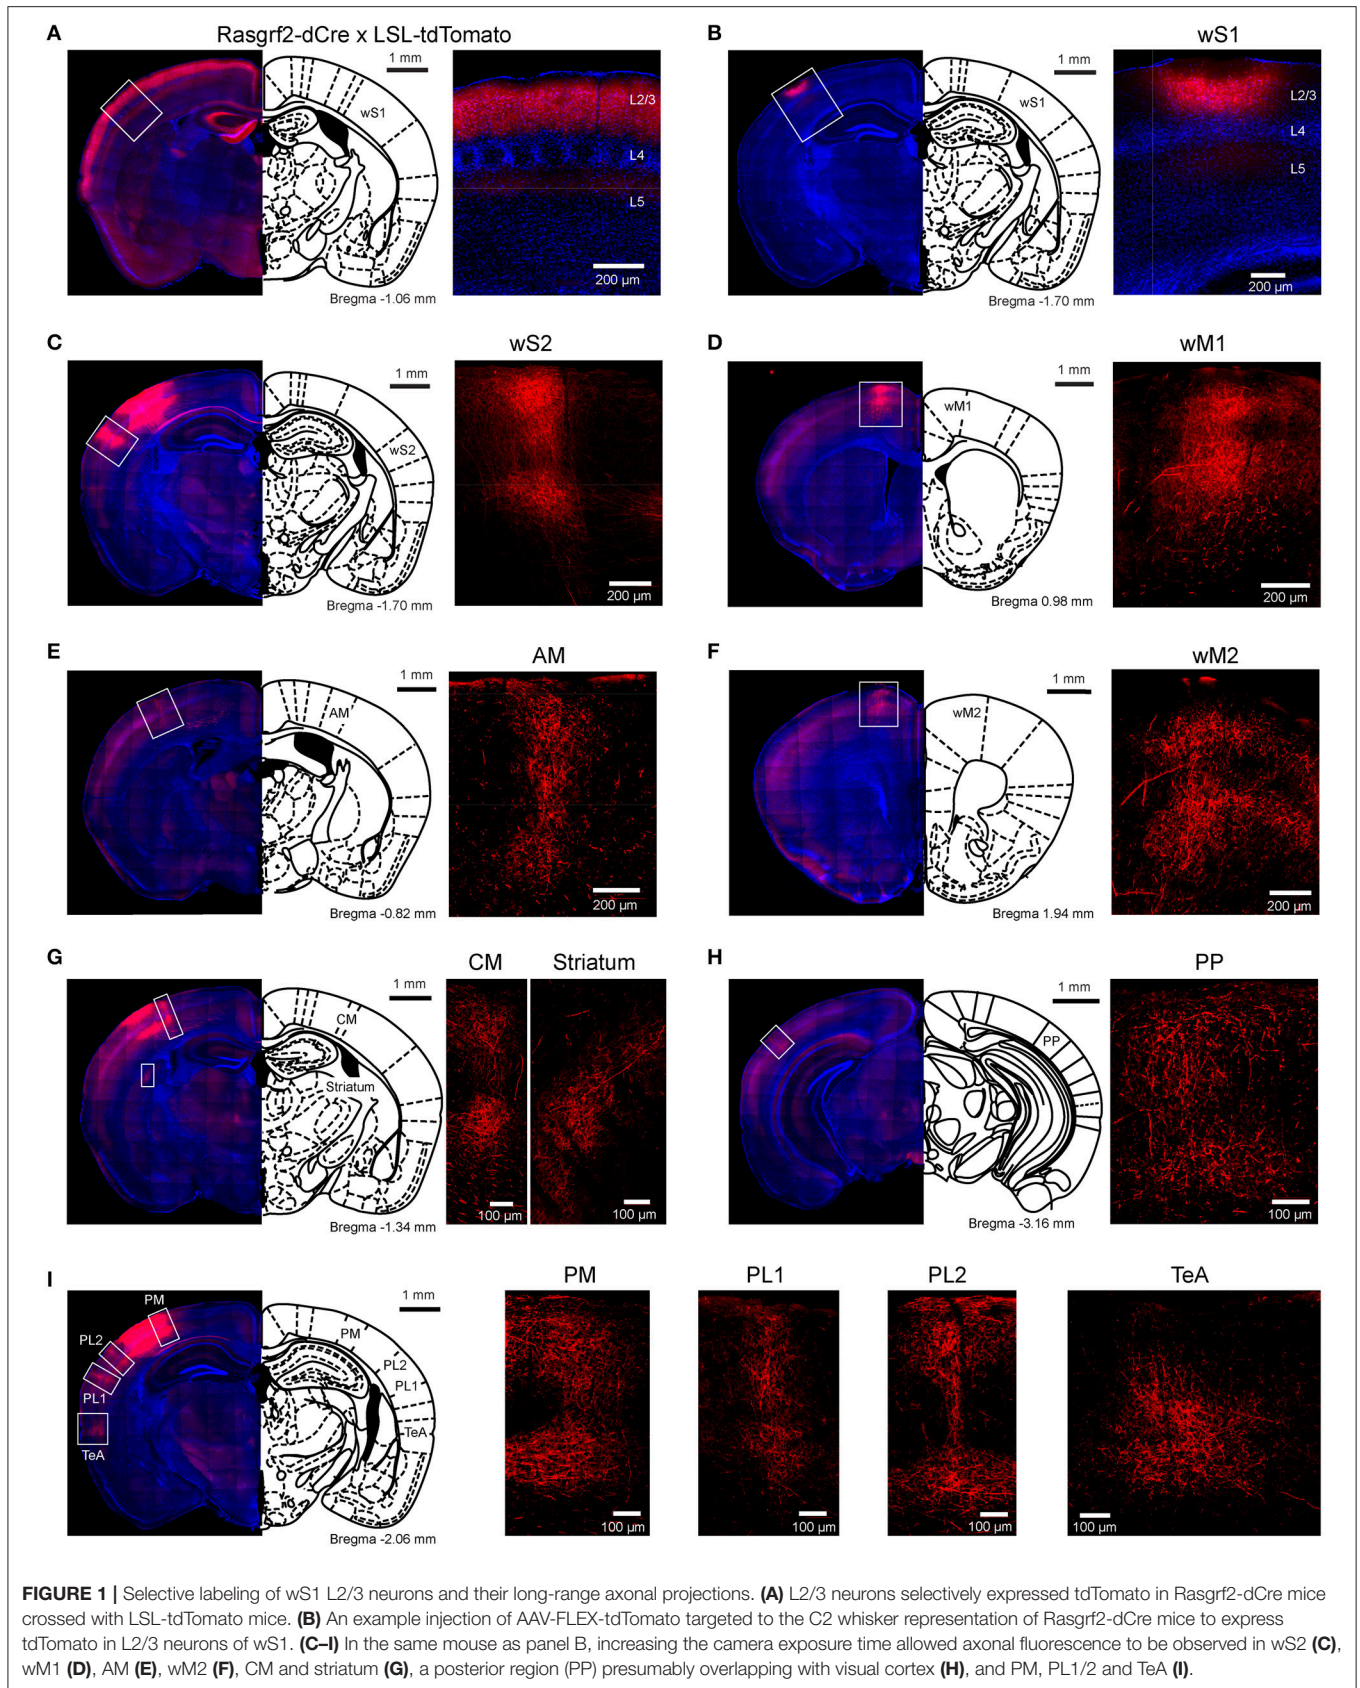 A
Rasgrf2-dCre x LSL-tdTomato
1 mm
wS1
L2/3
L4
L5
200 µm
Bregma -1.06 mm
B
wS1
1 mm
wS1
L2/3
L4
L5
200 µm
Bregma -1.70 mm
C
wS2
1 mm
wS2
200 µm
Bregma -1.70 mm
D
wM1
1 mm
wM1
200 µm
Bregma 0.98 mm
E
AM
1 mm
AM
200 µm
Bregma -0.82 mm
F
wM2
1 mm
wM2
200 µm
Bregma 1.94 mm
G
CM
Striatum
1 mm
CM
Striatum
100 µm
100 µm
Bregma -1.34 mm
H
PP
1 mm
PP
100 µm
Bregma -3.16 mm
I
PM
PL1
PL2
TeA
PM
1 mm
PL2
PL1
TeA
PM
PL2
PL1
TeA
100 µm
100 µm
100 µm
100 µm
Bregma -2.06 mm
FIGURE 1 | Selective labeling of wS1 L2/3 neurons and their long-range axonal projections. (A) L2/3 neurons selectively expressed tdTomato in Rasgrf2-dCre mice
crossed with LSL-tdTomato mice. (B) An example injection of AAV-FLEX-tdTomato targeted to the C2 whisker representation of Rasgrf2-dCre mice to express
tdTomato in L2/3 neurons of wS1. (C–I) In the same mouse as panel B, increasing the camera exposure time allowed axonal fluorescence to be observed in wS2 (C),
wM1 (D), AM (E), wM2 (F), CM and striatum (G), a posterior region (PP) presumably overlapping with visual cortex (H), and PM, PL1/2 and TeA (I).